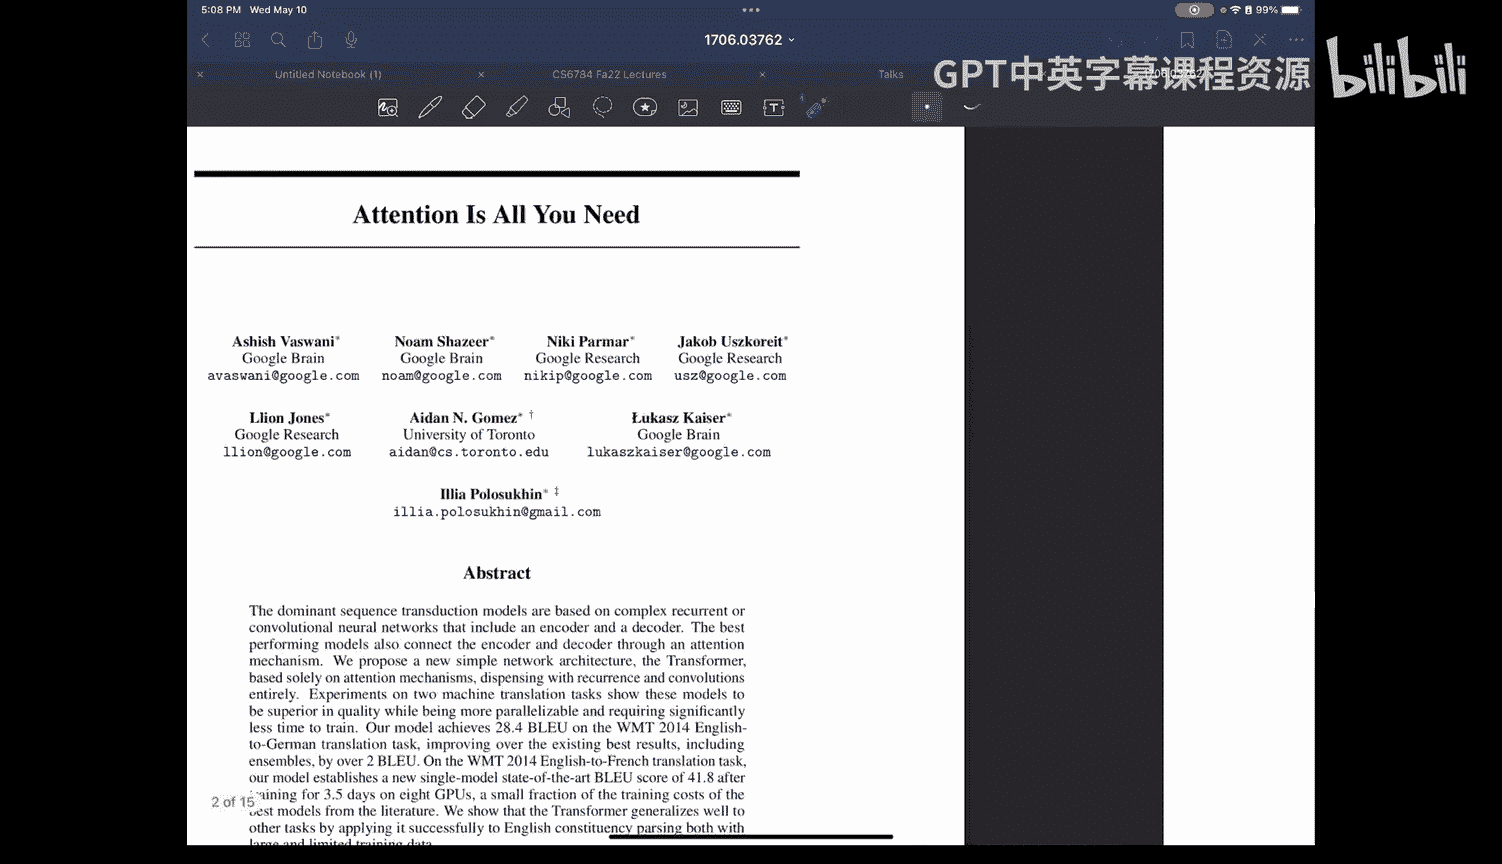 5:08 PM Wed May 10
99%
1706.03762
Untitled Notebook (1)
CS6784 Fa22 Lectures
Talks
GPT中英字幕课程资源
bilibili
Attention Is All You Need
Ashish Vaswani* Noam Shazeer* Niki Parmar* Jakob Uszkoreit*
Google Brain Google Brain Google Research Google Research
avaswani@google.com noam@google.com nikip@google.com usz@google.com
Llion Jones* Aidan N. Gomez* † Łukasz Kaiser*
Google Research University of Toronto Google Brain
llion@google.com aidan@cs.toronto.edu lukaszkaiser@google.com
Illia Polosukhin* ‡
illia.polosukhin@gmail.com
Abstract
The dominant sequence transduction models are based on complex recurrent or
convolutional neural networks that include an encoder and a decoder. The best
performing models also connect the encoder and decoder through an attention
mechanism. We propose a new simple network architecture, the Transformer,
based solely on attention mechanisms, dispensing with recurrence and convolutions
entirely. Experiments on two machine translation tasks show these models to
be superior in quality while being more parallelizable and requiring significantly
less time to train. Our model achieves 28.4 BLEU on the WMT 2014 English-
to-German translation task, improving over the existing best results, including
ensembles, by over 2 BLEU. On the WMT 2014 English-to-French translation task,
our model establishes a new single-model state-of-the-art BLEU score of 41.8 after
training for 3.5 days on eight GPUs, a small fraction of the training costs of the
best models from the literature. We show that the Transformer generalizes well to
other tasks by applying it successfully to English constituency parsing both with
large and limited training data.
2 of 15